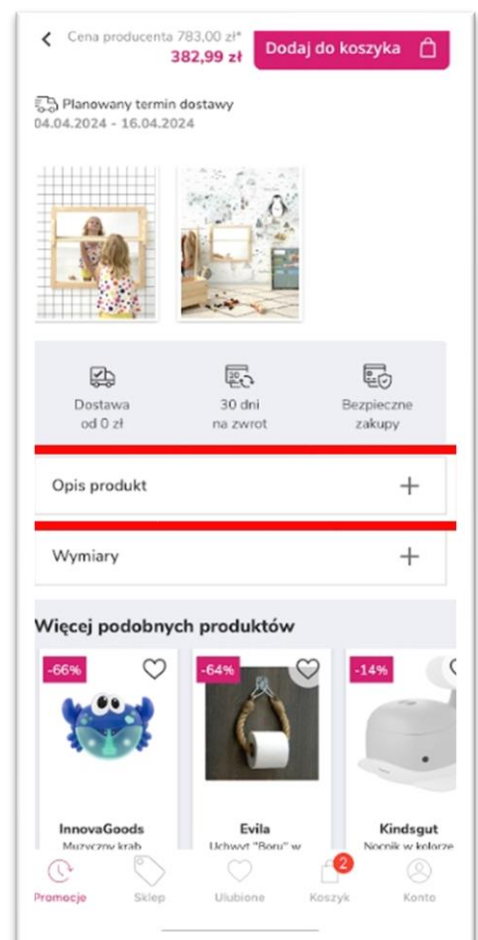 Cena producenta 783,00 zł*
382,99 zł
Dodaj do koszyka
Planowany termin dostawy
04.04.2024 - 16.04.2024
Dostawa
od 0 zł
30 dni
na zwrot
Bezpieczne
zakupy
Opis produkt
Wymiary
Więcej podobnych produktów
-66%
-64%
-14%
InnovaGoods
Muzyczny krab
Evila
Uchwyt "Boru" w
Kindsgut
Nocnik w kolorze
2
Promocje
Sklep
Ulubione
Koszyk
Konto